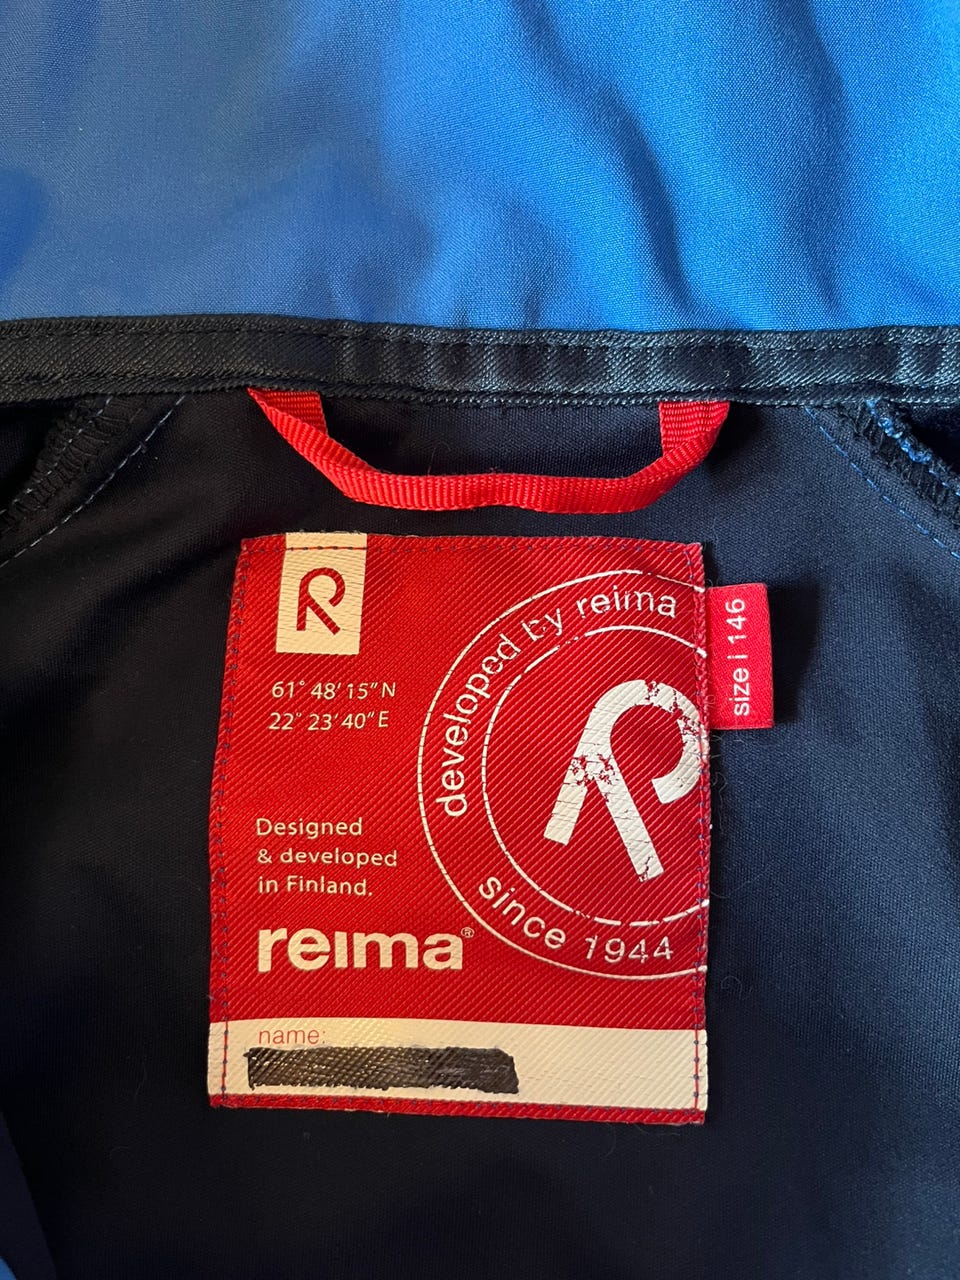 R
61° 48' 15" N
22° 23' 40" E
developed by reima
R
since 1944
size | 146
Designed
& developed
in Finland.
reima®
name: